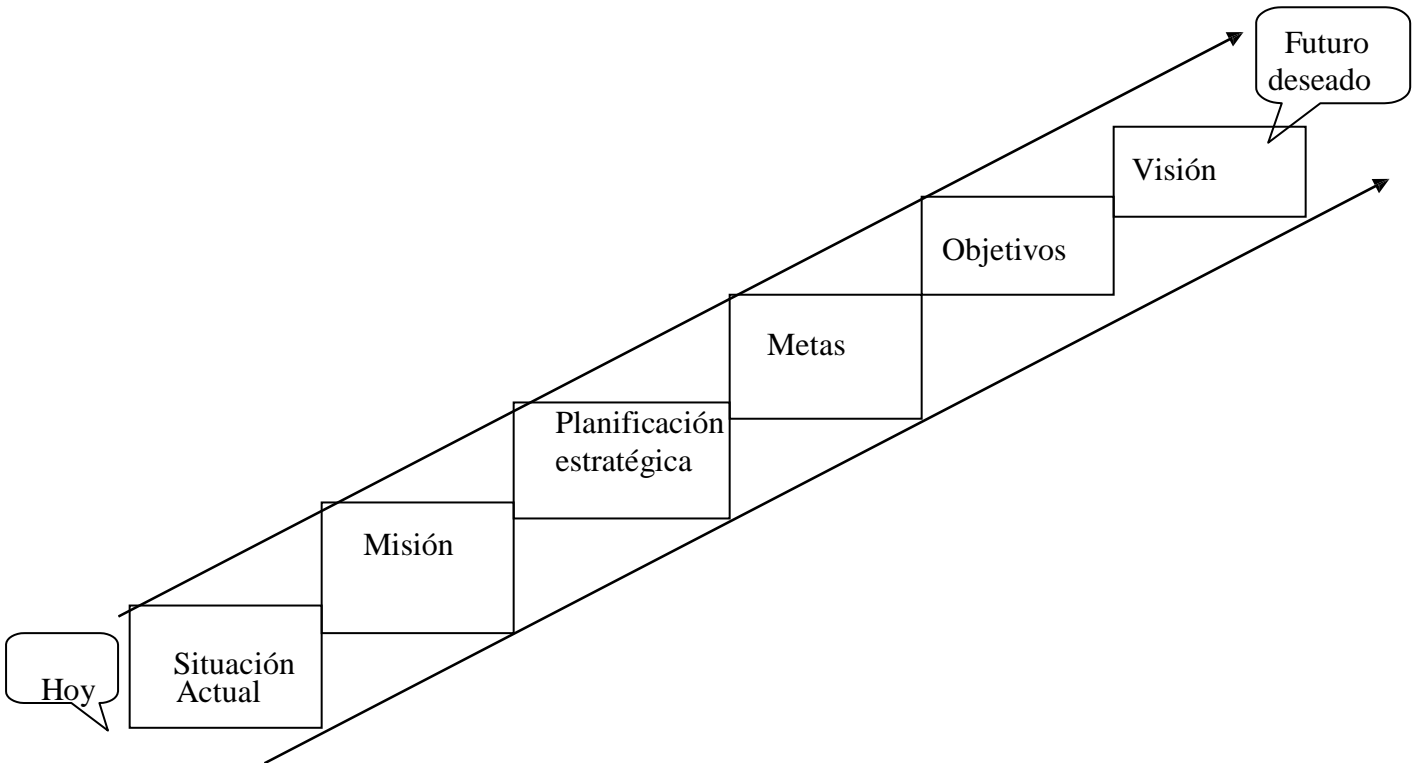 Futuro
deseado
Visión
Objetivos
Metas
Planificación
estratégica
Misión
Situación
Actual
Hoy